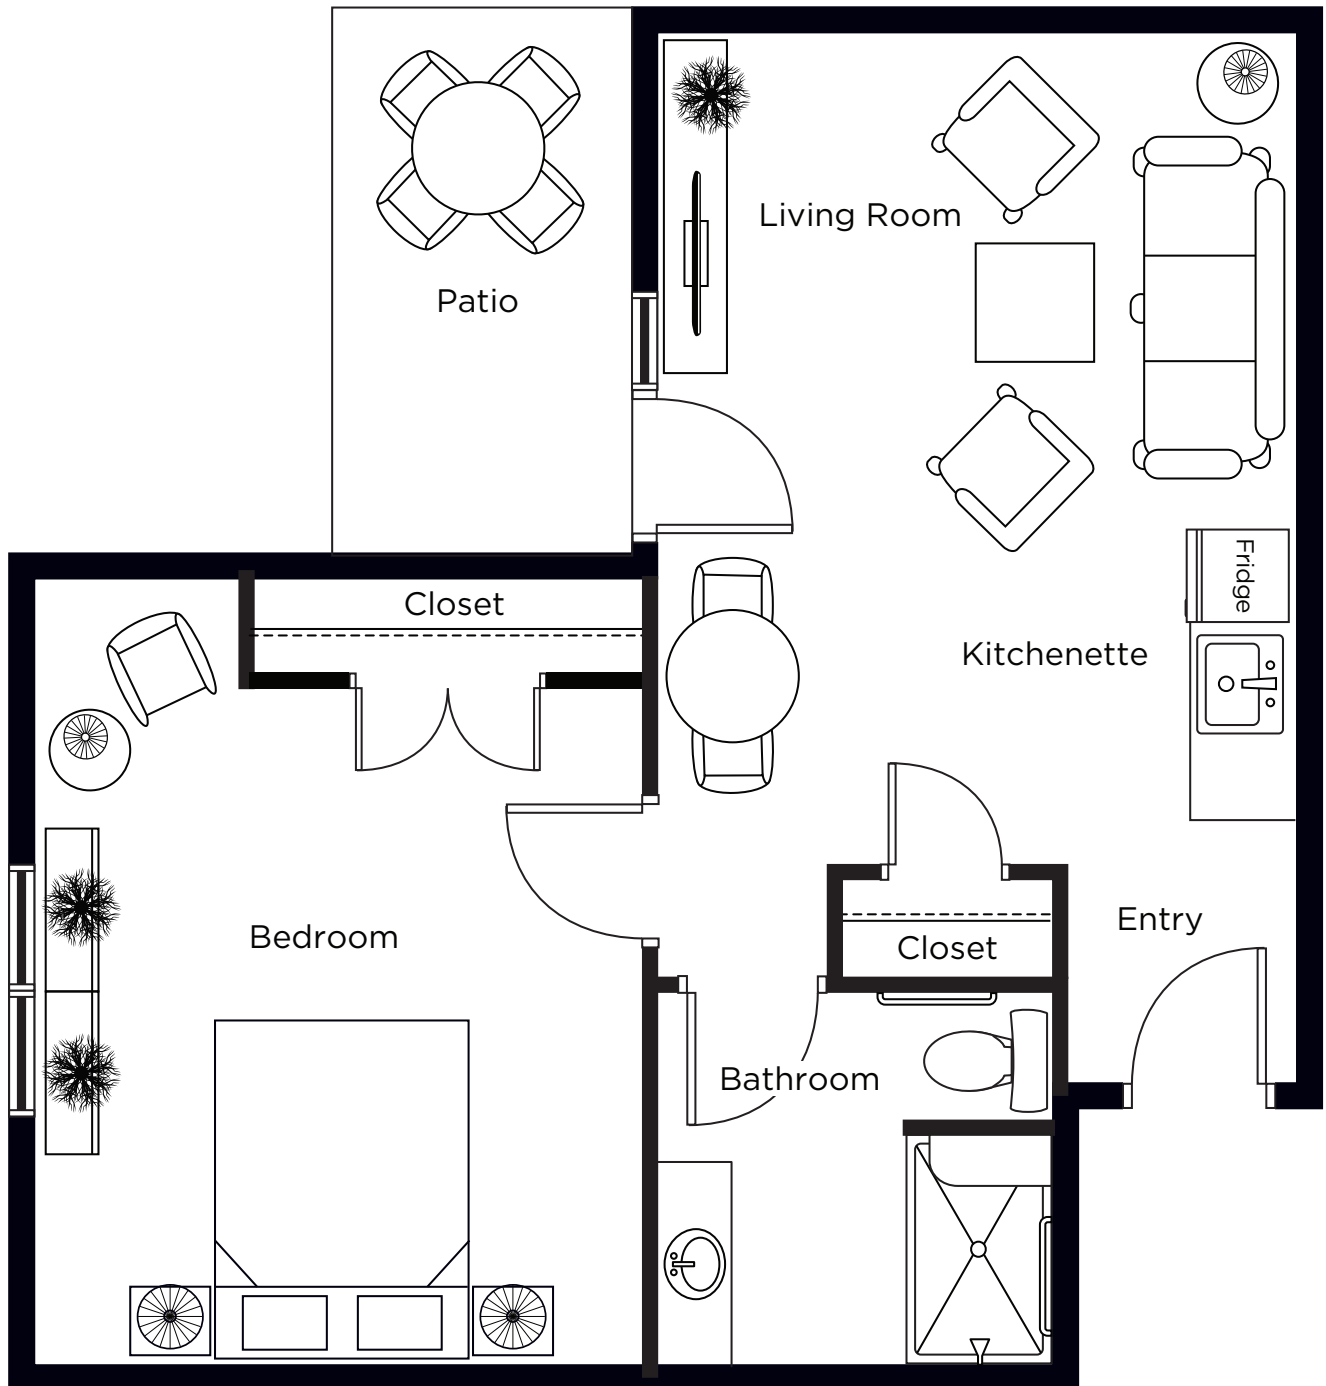 Living Room
Patio
Fridge
Closet
Kitchenette
Entry
Bedroom
Closet
Bathroom